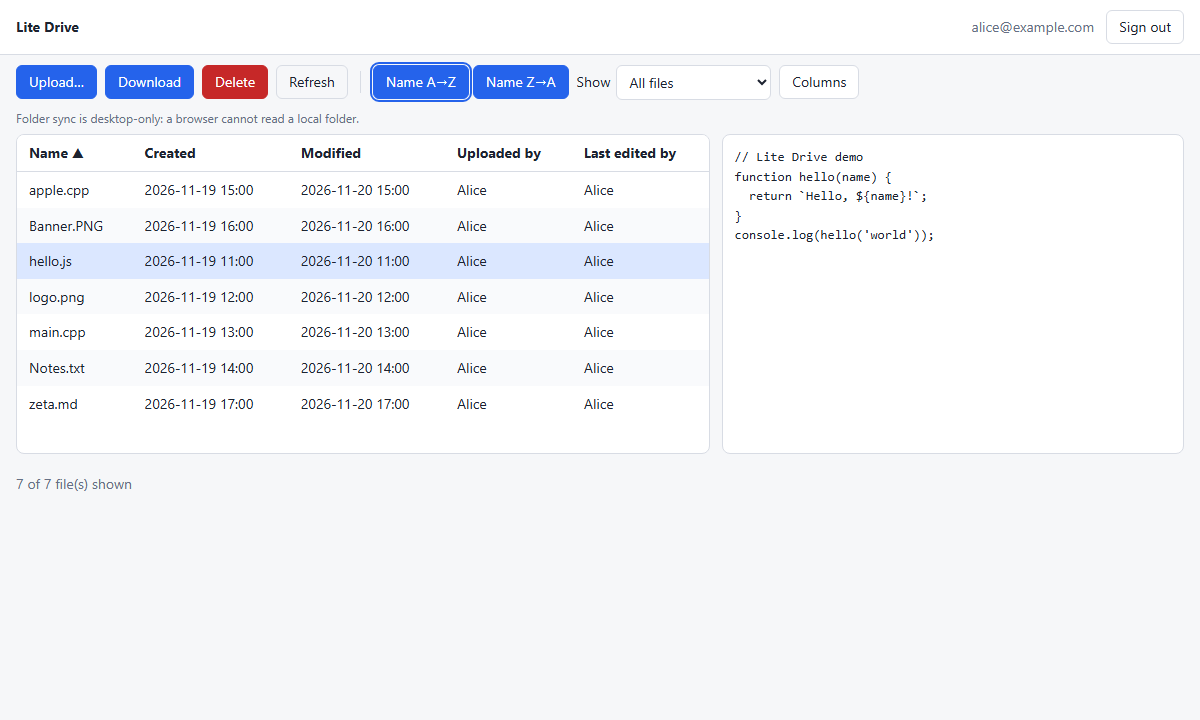 Lite Drive alice@example.com Sign out
Upload... Download Delete Refresh Name A→Z Name Z→A Show All files Columns
Folder sync is desktop-only: a browser cannot read a local folder.
Name ▲ Created Modified Uploaded by Last edited by
apple.cpp 2026-11-19 15:00 2026-11-20 15:00 Alice Alice
Banner.PNG 2026-11-19 16:00 2026-11-20 16:00 Alice Alice
hello.js 2026-11-19 11:00 2026-11-20 11:00 Alice Alice
logo.png 2026-11-19 12:00 2026-11-20 12:00 Alice Alice
main.cpp 2026-11-19 13:00 2026-11-20 13:00 Alice Alice
Notes.txt 2026-11-19 14:00 2026-11-20 14:00 Alice Alice
zeta.md 2026-11-19 17:00 2026-11-20 17:00 Alice Alice
// Lite Drive demo
function hello(name) {
  return `Hello, ${name}!`;
}
console.log(hello('world'));
7 of 7 file(s) shown